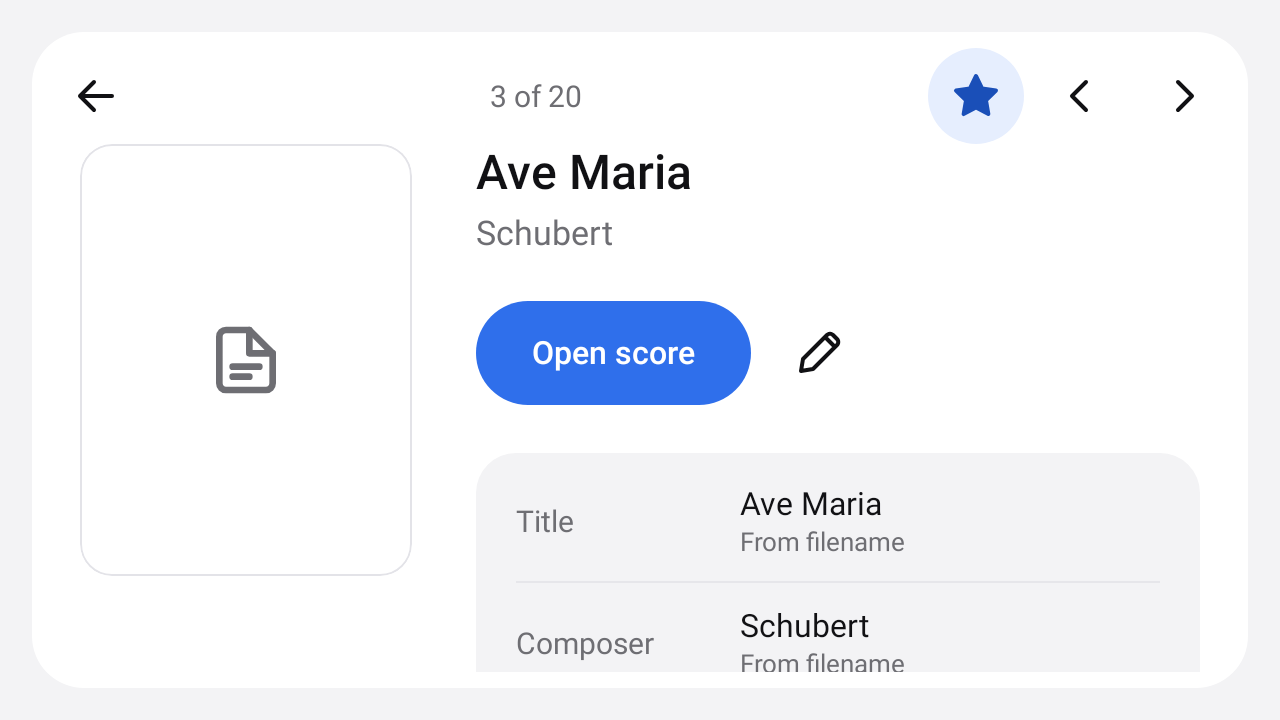 3 of 20
Ave Maria
Schubert
Open score
Title
Ave Maria
From filename
Composer
Schubert
From filename